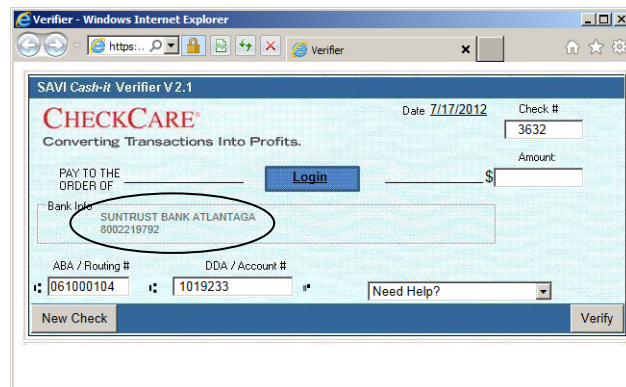 Verifier - Windows Internet Explorer
https:..
Verifier
SAVI Cash-it Verifier V 2.1
CHECKCARE®
Converting Transactions Into Profits.
Date 7/17/2012
Check #
3632
Amount:
PAY TO THE
ORDER OF
Login
$
Bank Info
SUNTRUST BANK ATLANTAGA
8002219792
ABA / Routing #
DDA / Account #
⑆ 061000104 ⑆ 1019233 ⑈
Need Help?
New Check
Verify